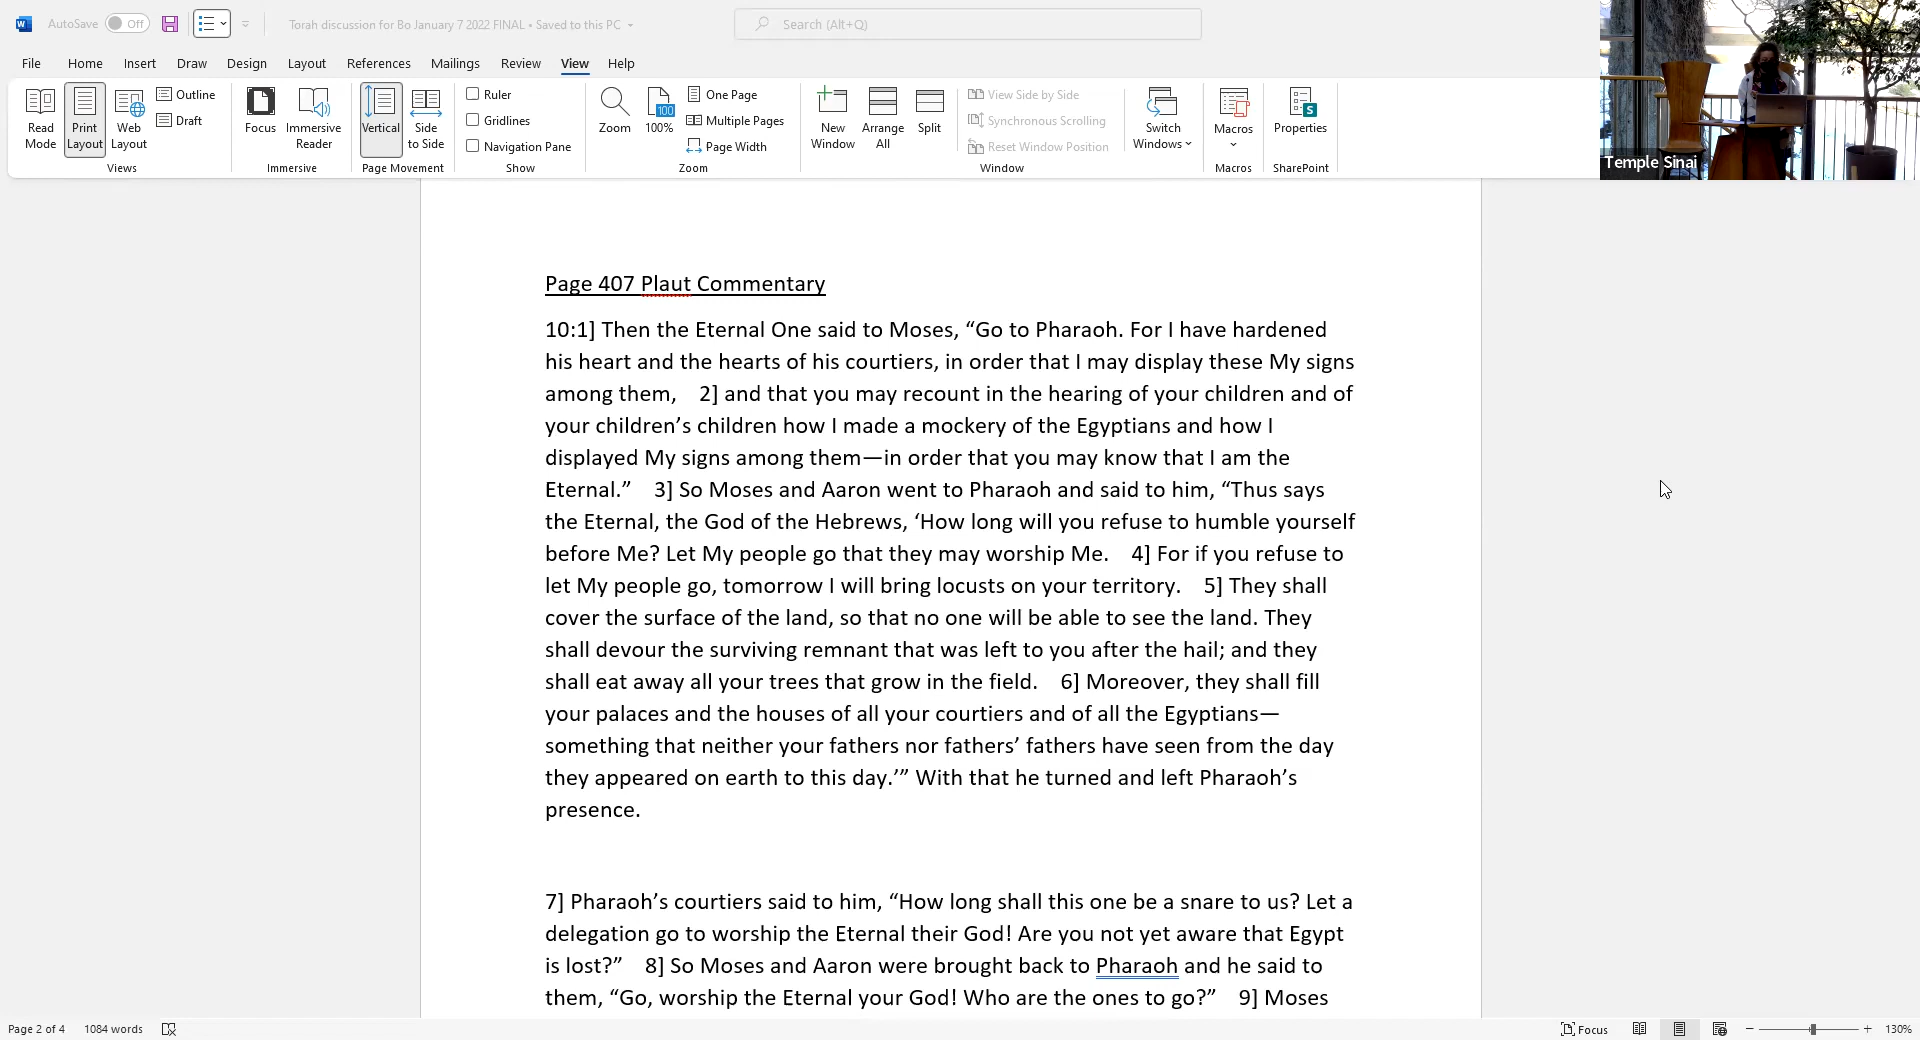 AutoSave Off Torah discussion for Bo January 7 2022 FINAL • Saved to this PC Search (Alt+Q)
File Home Insert Draw Design Layout References Mailings Review View Help
Read Mode
Print Layout
Web Layout
Outline
Draft
Views
Focus
Immersive Reader
Immersive
Vertical
Side to Side
Page Movement
Ruler
Gridlines
Navigation Pane
Show
Zoom
100
100%
One Page
Multiple Pages
Page Width
Zoom
New Window
Arrange All
Split
View Side by Side
Synchronous Scrolling
Reset Window Position
Switch Windows
Window
Macros
Macros
S
Properties
SharePoint
Temple Sinai
Page 407 Plaut Commentary
10:1] Then the Eternal One said to Moses, “Go to Pharaoh. For I have hardened
his heart and the hearts of his courtiers, in order that I may display these My signs
among them, 2] and that you may recount in the hearing of your children and of
your children’s children how I made a mockery of the Egyptians and how I
displayed My signs among them—in order that you may know that I am the
Eternal.” 3] So Moses and Aaron went to Pharaoh and said to him, “Thus says
the Eternal, the God of the Hebrews, ‘How long will you refuse to humble yourself
before Me? Let My people go that they may worship Me. 4] For if you refuse to
let My people go, tomorrow I will bring locusts on your territory. 5] They shall
cover the surface of the land, so that no one will be able to see the land. They
shall devour the surviving remnant that was left to you after the hail; and they
shall eat away all your trees that grow in the field. 6] Moreover, they shall fill
your palaces and the houses of all your courtiers and of all the Egyptians—
something that neither your fathers nor fathers’ fathers have seen from the day
they appeared on earth to this day.’” With that he turned and left Pharaoh’s
presence.
7] Pharaoh’s courtiers said to him, “How long shall this one be a snare to us? Let a
delegation go to worship the Eternal their God! Are you not yet aware that Egypt
is lost?” 8] So Moses and Aaron were brought back to Pharaoh and he said to
them, “Go, worship the Eternal your God! Who are the ones to go?” 9] Moses
Page 2 of 4 1084 words Focus 130%